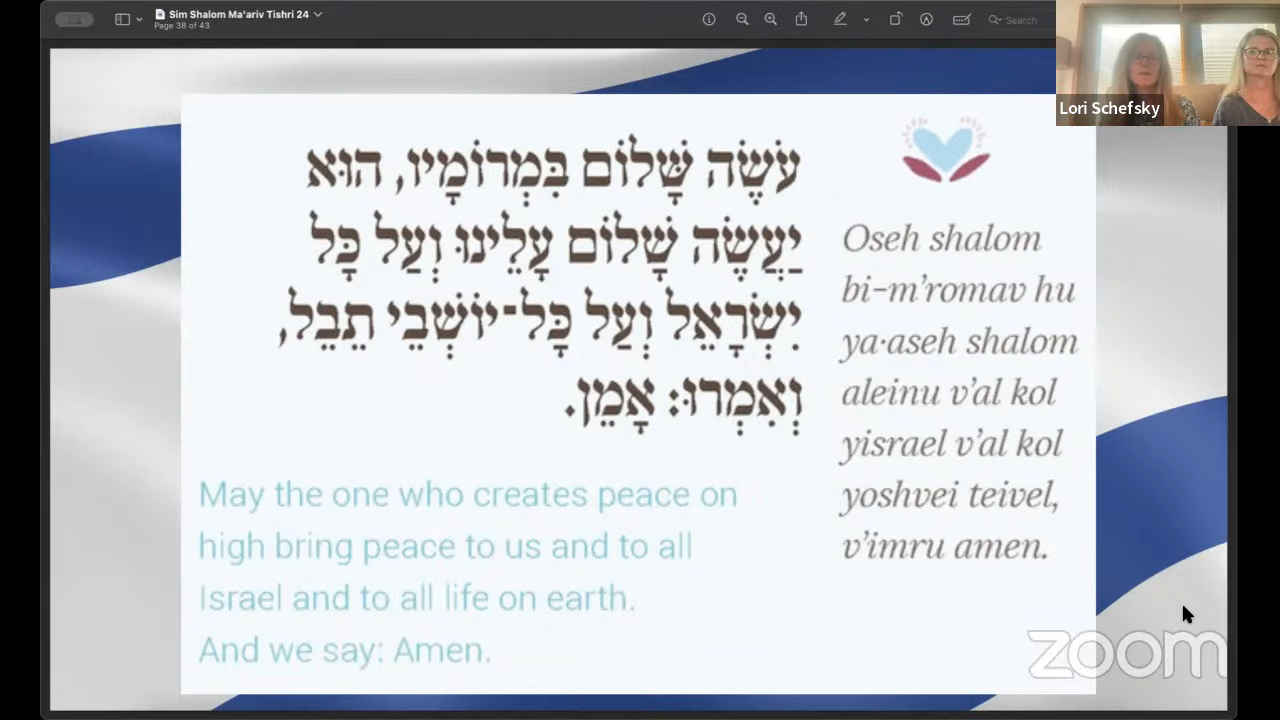 Sim Shalom Ma'ariv Tishri 24
Page 38 of 43
Search
Lori Schefsky
עֹשֶׂה שָׁלוֹם בִּמְרוֹמָיו, הוּא
יַעֲשֶׂה שָׁלוֹם עָלֵינוּ וְעַל כָּל
יִשְׂרָאֵל וְעַל כָּל־יוֹשְׁבֵי תֵבֵל,
וְאִמְרוּ: אָמֵן.
Oseh shalom
bi-m'romav hu
ya·aseh shalom
aleinu v'al kol
yisrael v'al kol
yoshvei teivel,
v'imru amen.
May the one who creates peace on
high bring peace to us and to all
Israel and to all life on earth.
And we say: Amen.
zoom